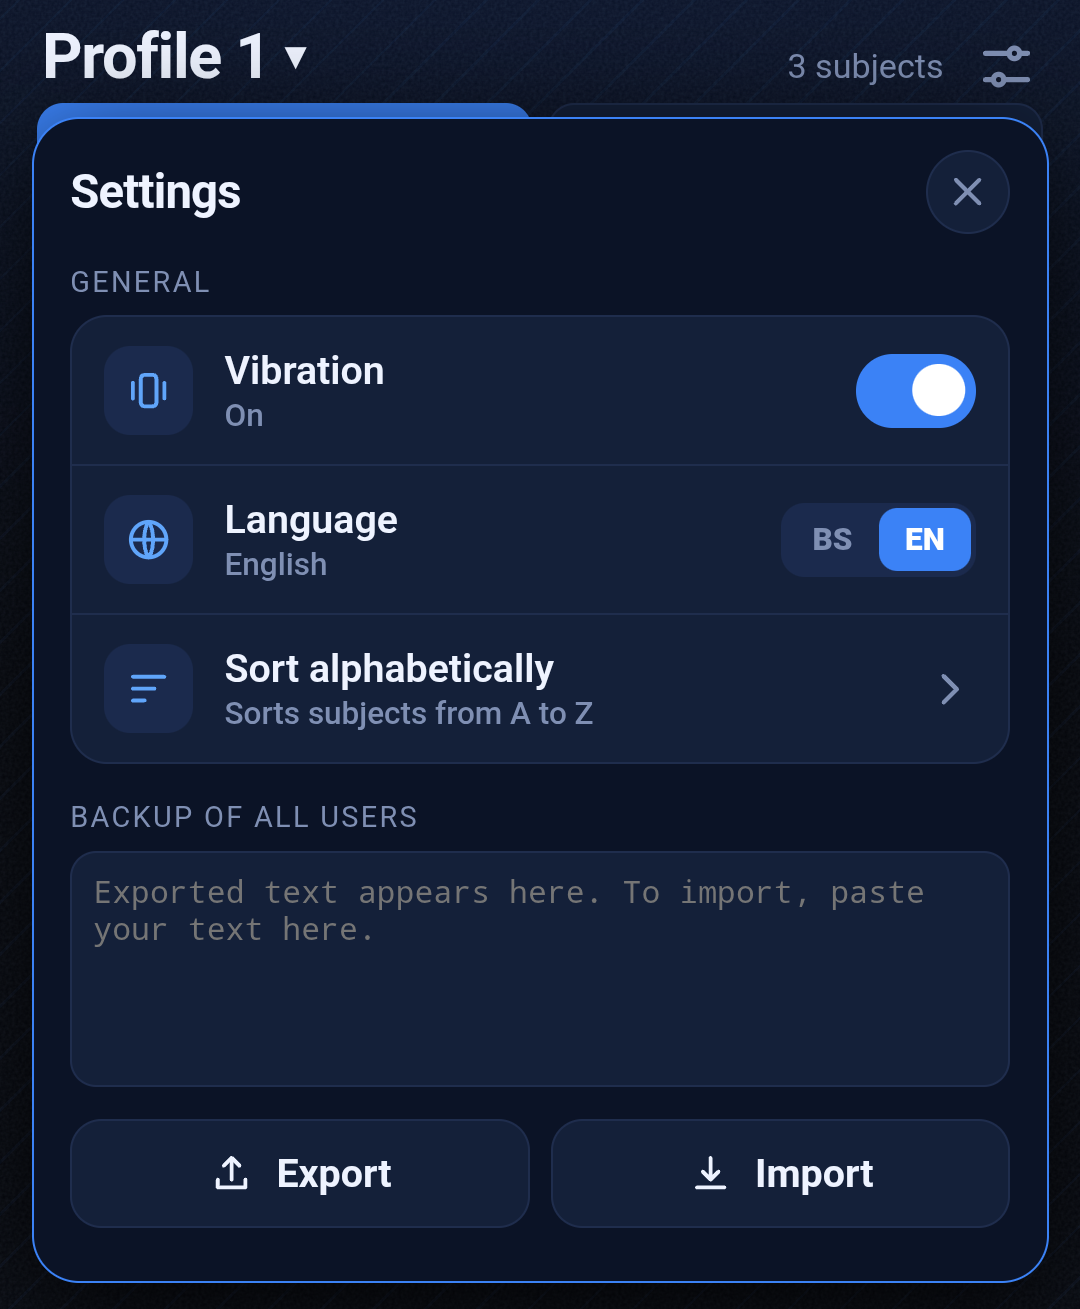 Profile 1 ▼
3 subjects
Settings
GENERAL
Vibration
On
Language
English
BS EN
Sort alphabetically
Sorts subjects from A to Z
BACKUP OF ALL USERS
Exported text appears here. To import, paste
your text here.
Export
Import